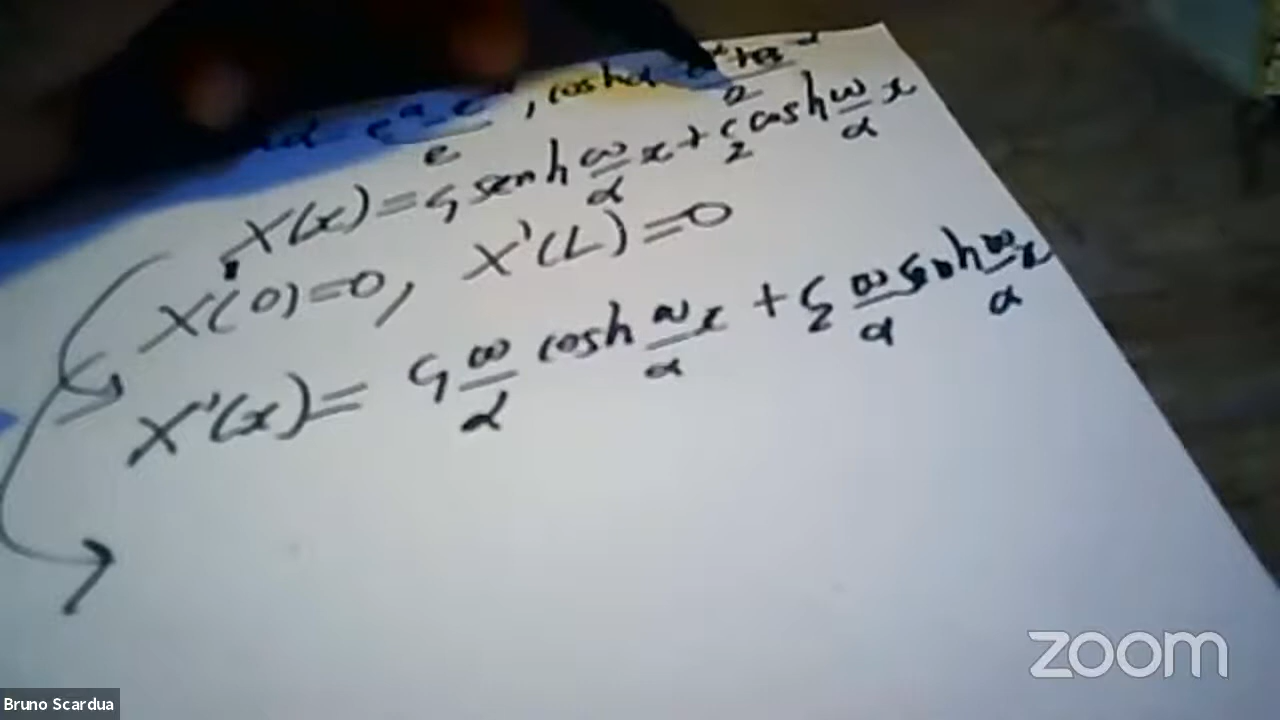 , cosh α
X(x) = C₁ senh ω/α x + C₂ cosh ω/α x
X(0) = 0, X'(L) = 0
X'(x) = C₁ ω/α cosh ω/α x + C₂ ω/α senh ω/α x
zoom
Bruno Scardua